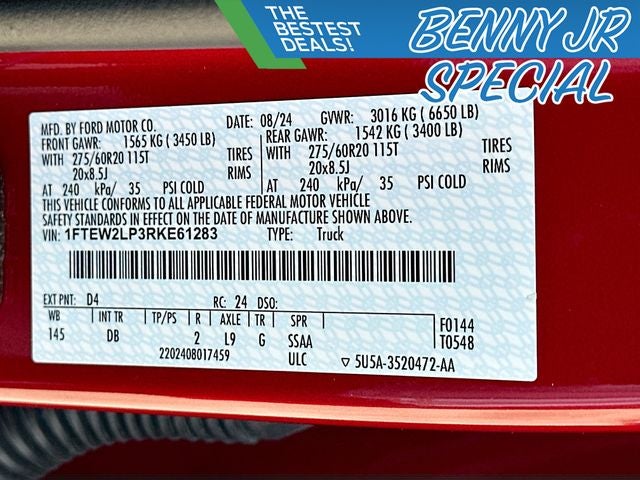 THE
BESTEST
DEALS!
BENNY JR
SPECIAL
MFD. BY FORD MOTOR CO. DATE: 08/24 GVWR: 3016 KG ( 6650 LB)
FRONT GAWR: 1565 KG ( 3450 LB) REAR GAWR: 1542 KG ( 3400 LB)
WITH 275/60R20 115T TIRES WITH 275/60R20 115T TIRES
20x8.5J RIMS 20x8.5J RIMS
AT 240 kPa/ 35 PSI COLD AT 240 kPa/ 35 PSI COLD
THIS VEHICLE CONFORMS TO ALL APPLICABLE FEDERAL MOTOR VEHICLE
SAFETY STANDARDS IN EFFECT ON THE DATE OF MANUFACTURE SHOWN ABOVE.
VIN: 1FTEW2LP3RKE61283 TYPE: Truck
EXT PNT: D4 RC: 24 DSO:
WB INT TR TP/PS R AXLE TR SPR F0144
145 DB 2 L9 G SSAA T0548
2202408017459 ULC ▽ 5U5A-3520472-AA